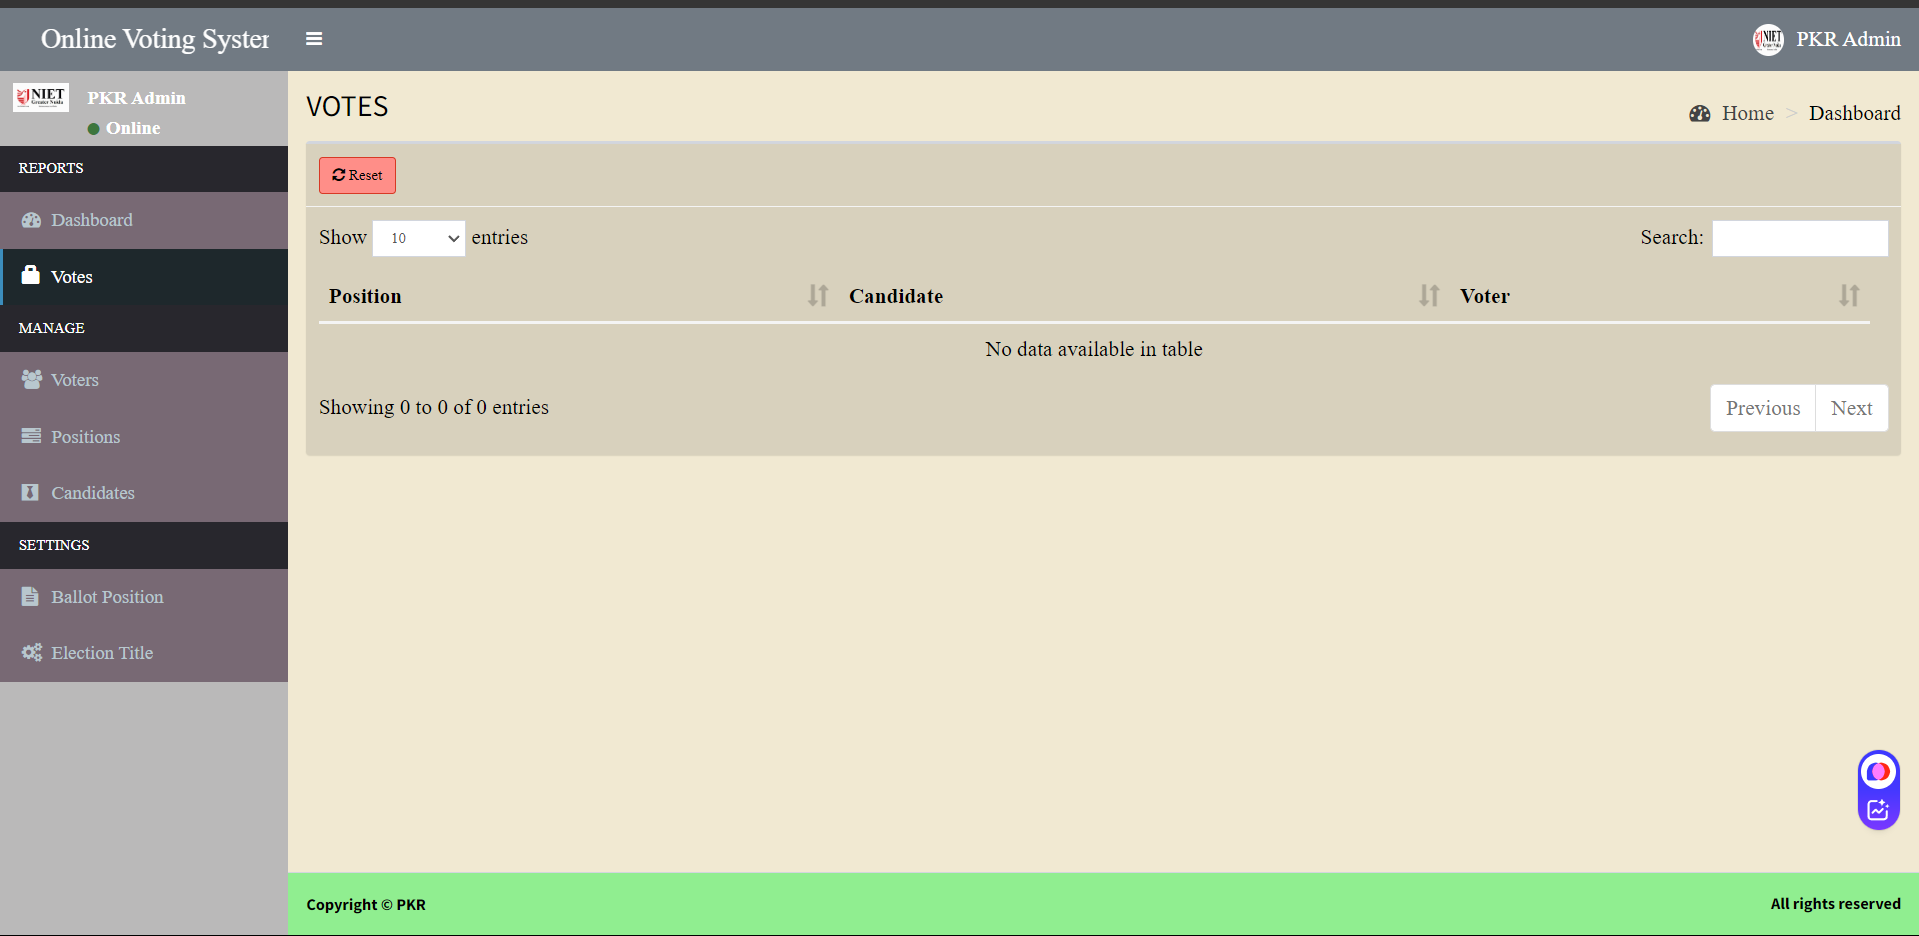 Online Voting Syster
PKR Admin
NIET
Greater Noida
PKR Admin
Online
REPORTS
Dashboard
Votes
MANAGE
Voters
Positions
Candidates
SETTINGS
Ballot Position
Election Title
VOTES
Home > Dashboard
Reset
Show 10 entries
Search:
Position Candidate Voter
No data available in table
Showing 0 to 0 of 0 entries
Previous Next
Copyright © PKR
All rights reserved